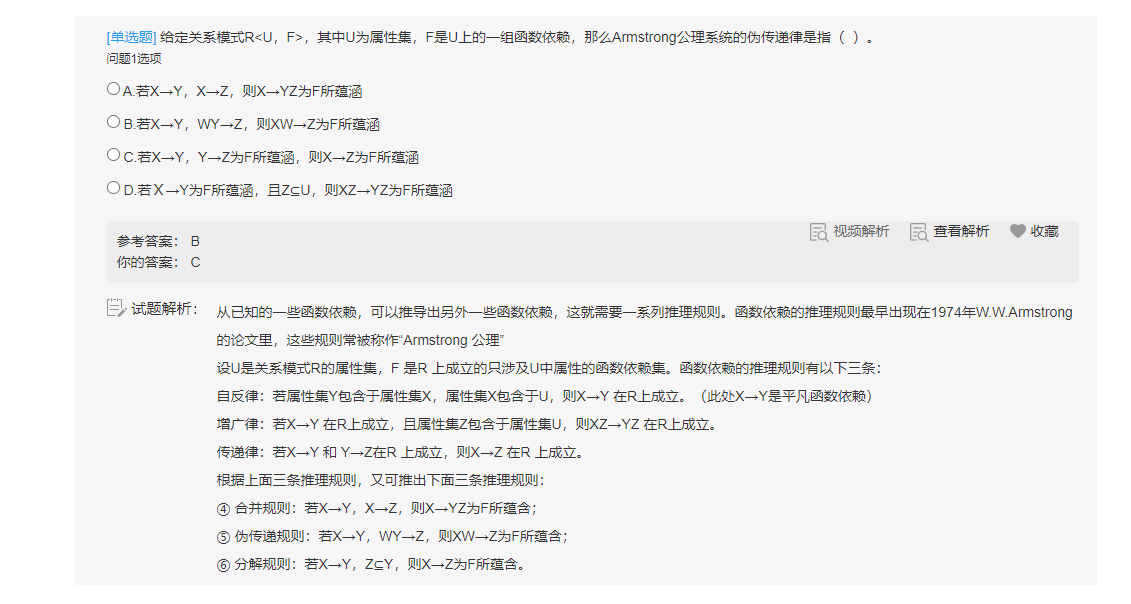 [单选题] 给定关系模式R<U，F>，其中U为属性集，F是U上的一组函数依赖，那么Armstrong公理系统的伪传递律是指（ ）。
问题1选项
A.若X→Y，X→Z，则X→YZ为F所蕴涵
B.若X→Y，WY→Z，则XW→Z为F所蕴涵
C.若X→Y，Y→Z为F所蕴涵，则X→Z为F所蕴涵
D.若X→Y为F所蕴涵，且Z⊆U，则XZ→YZ为F所蕴涵
视频解析 查看解析 收藏
参考答案： B
你的答案： C
试题解析： 从已知的一些函数依赖，可以推导出另外一些函数依赖，这就需要一系列推理规则。函数依赖的推理规则最早出现在1974年W.W.Armstrong
的论文里，这些规则常被称作“Armstrong 公理”
设U是关系模式R的属性集，F 是R 上成立的只涉及U中属性的函数依赖集。函数依赖的推理规则有以下三条：
自反律：若属性集Y包含于属性集X，属性集X包含于U，则X→Y 在R上成立。（此处X→Y是平凡函数依赖）
增广律：若X→Y 在R上成立，且属性集Z包含于属性集U，则XZ→YZ 在R上成立。
传递律：若X→Y 和 Y→Z在R 上成立，则X→Z 在R 上成立。
根据上面三条推理规则，又可推出下面三条推理规则：
④ 合并规则：若X→Y，X→Z，则X→YZ为F所蕴含；
⑤ 伪传递规则：若X→Y，WY→Z，则XW→Z为F所蕴含；
⑥ 分解规则：若X→Y，Z⊆Y，则X→Z为F所蕴含。